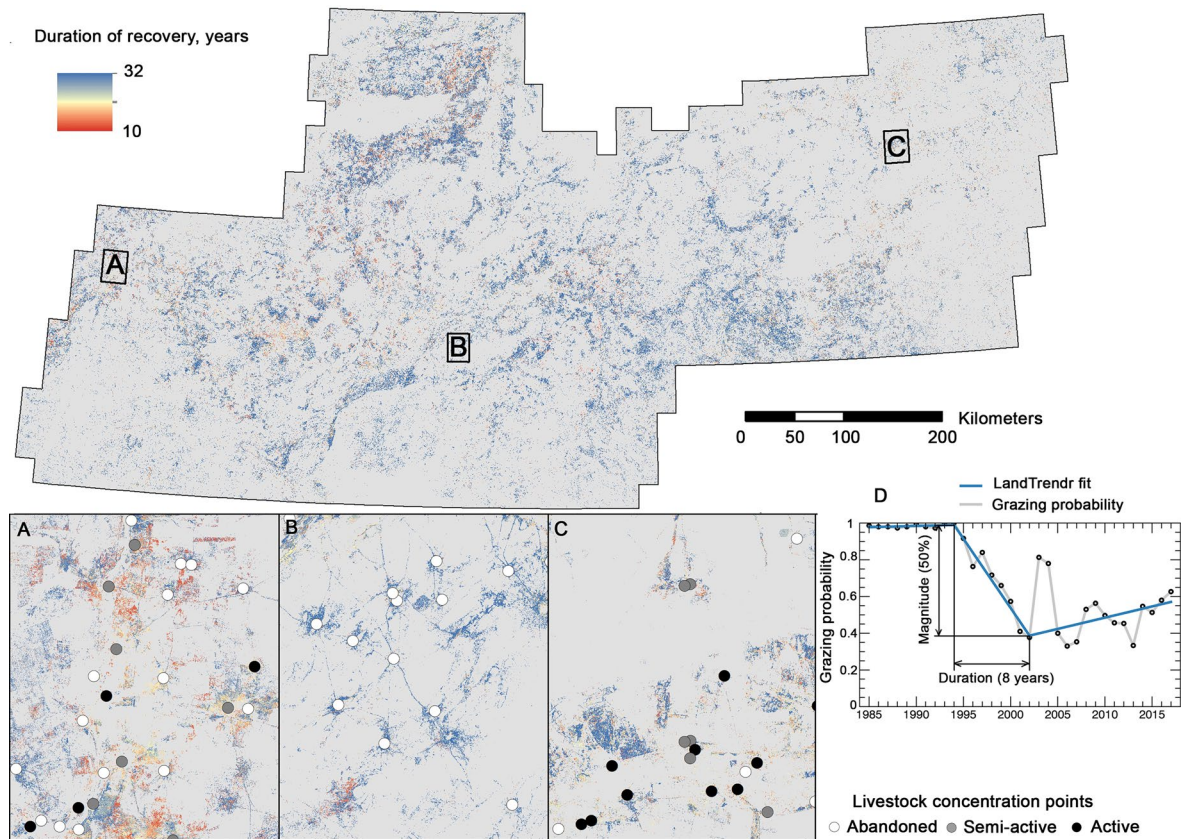 Duration of recovery, years
32
10
A
B
C
Kilometers
0 50 100 200
A
B
C
D
LandTrendr fit
Grazing probability
Grazing probability
1
0.8
0.6
0.4
0.2
0
Magnitude (50%)
Duration (8 years)
1985 1990 1995 2000 2005 2010 2015
Livestock concentration points
Abandoned Semi-active Active